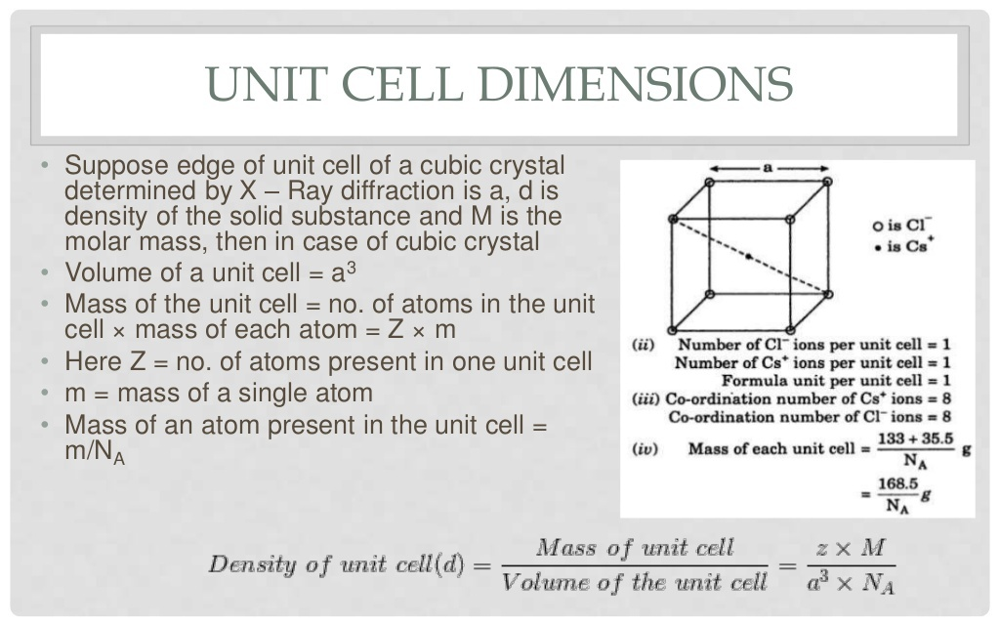 UNIT CELL DIMENSIONS
• Suppose edge of unit cell of a cubic crystal
determined by X – Ray diffraction is a, d is
density of the solid substance and M is the
molar mass, then in case of cubic crystal
• Volume of a unit cell = a³
• Mass of the unit cell = no. of atoms in the unit
cell × mass of each atom = Z × m
• Here Z = no. of atoms present in one unit cell
• m = mass of a single atom
• Mass of an atom present in the unit cell =
m/N_A
a
o is Cl⁻
• is Cs⁺
(ii) Number of Cl⁻ ions per unit cell = 1
Number of Cs⁺ ions per unit cell = 1
Formula unit per unit cell = 1
(iii) Co-ordination number of Cs⁺ ions = 8
Co-ordination number of Cl⁻ ions = 8
(iv) Mass of each unit cell = (133 + 35.5)/N_A g
= 168.5/N_A g
Density of unit cell(d) = Mass of unit cell / Volume of the unit cell = z × M / a³ × N_A